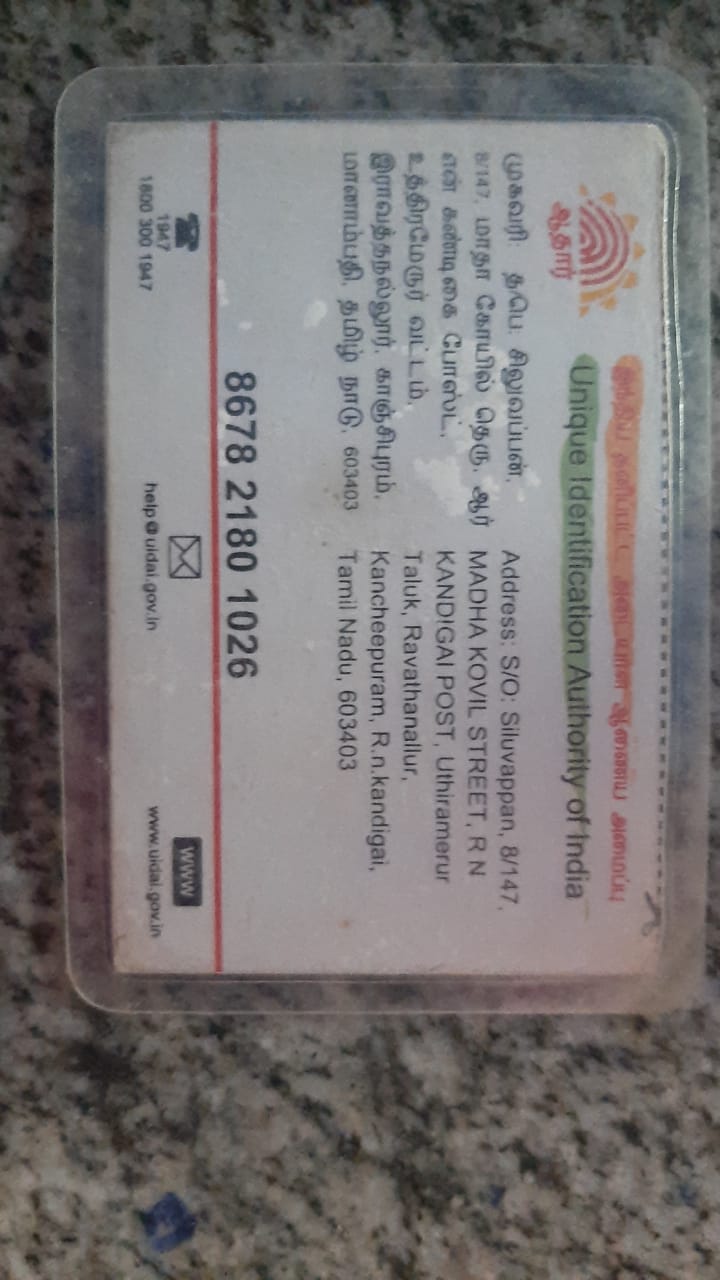 ஆதார்
இந்திய தனிப்பட்ட அடையாள ஆணைய அமைப்பு
Unique Identification Authority of India
முகவரி: த/பெ: சிலுவப்பன்,
8/147, மாதா கோயில் தெரு, ஆர்
என் கண்டிகை போஸ்ட்,
உத்திரமேரூர் வட்டம்,
இராவத்தநல்லூர், காஞ்சிபுரம்,
மானாம்பதி, தமிழ் நாடு, 603403
Address: S/O: Siluvappan, 8/147,
MADHA KOVIL STREET, R N
KANDIGAI POST, Uthiramerur
Taluk, Ravathanallur,
Kancheepuram, R.n.kandigai,
Tamil Nadu, 603403
8678 2180 1026
1947
1800 300 1947
help@uidai.gov.in
WWW
www.uidai.gov.in